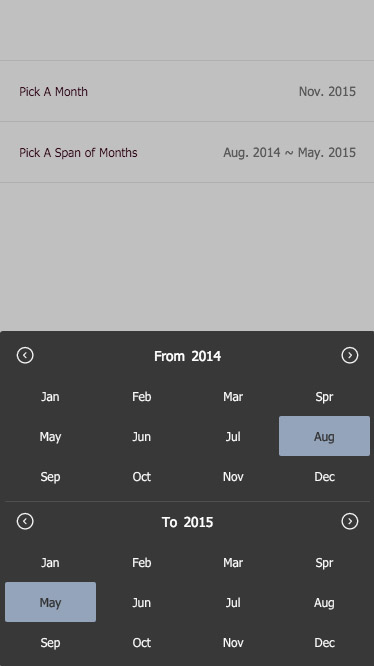 Pick A Month Nov. 2015
Pick A Span of Months Aug. 2014 ~ May. 2015
From 2014
Jan Feb Mar Spr
May Jun Jul Aug
Sep Oct Nov Dec
To 2015
Jan Feb Mar Spr
May Jun Jul Aug
Sep Oct Nov Dec